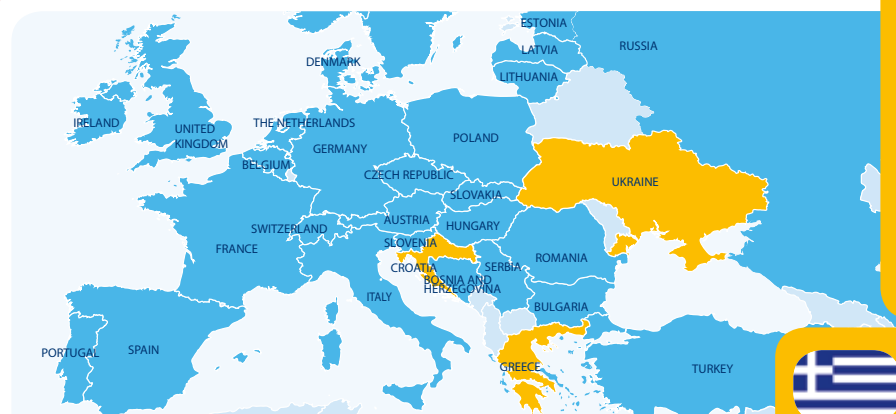 ESTONIA
RUSSIA
LATVIA
DENMARK
LITHUANIA
IRELAND
UNITED
KINGDOM
THE NETHERLANDS
POLAND
GERMANY
BELGIUM
CZECH REPUBLIC
UKRAINE
SLOVAKIA
AUSTRIA
HUNGARY
SWITZERLAND
SLOVENIA
FRANCE
ROMANIA
CROATIA
SERBIA
BOSNIA AND
HERZEGOVINA
ITALY
BULGARIA
PORTUGAL
SPAIN
GREECE
TURKEY